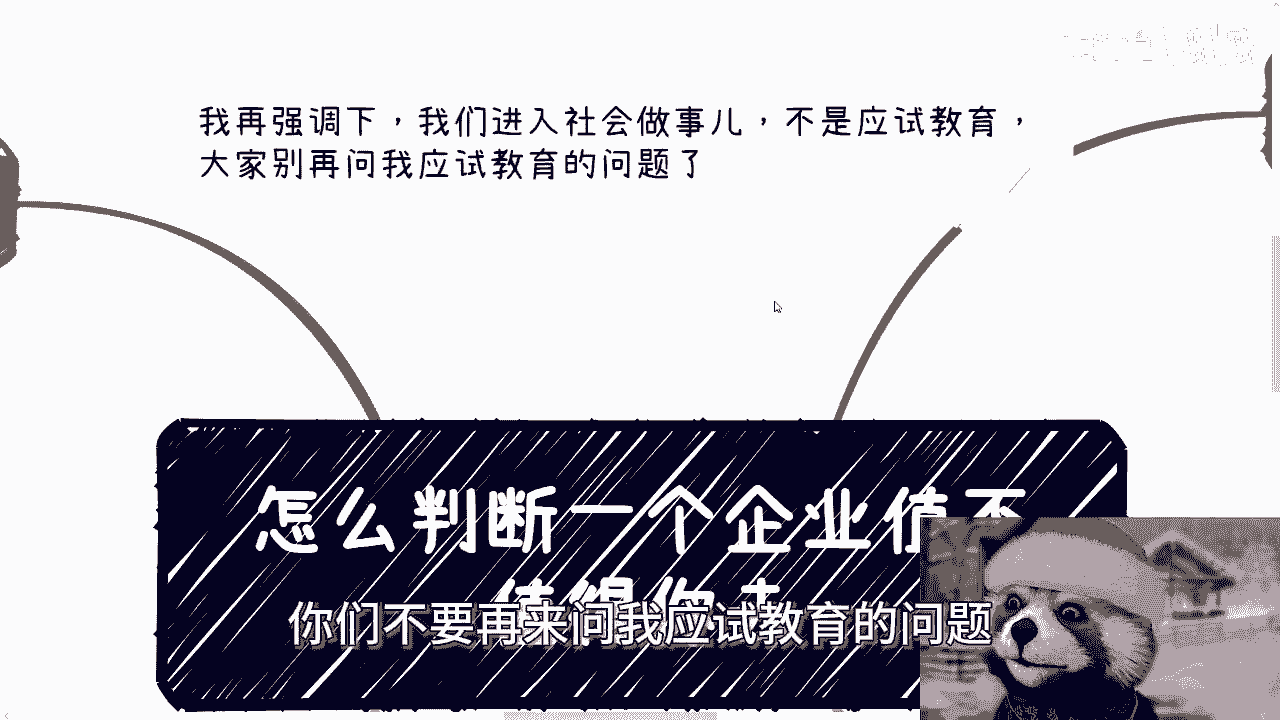 我再强调下，我们进入社会做事儿，不是应试教育，
大家别再问我应试教育的问题了
怎么判断一个企业值不
值得你去
你们不要再来问我应试教育的问题